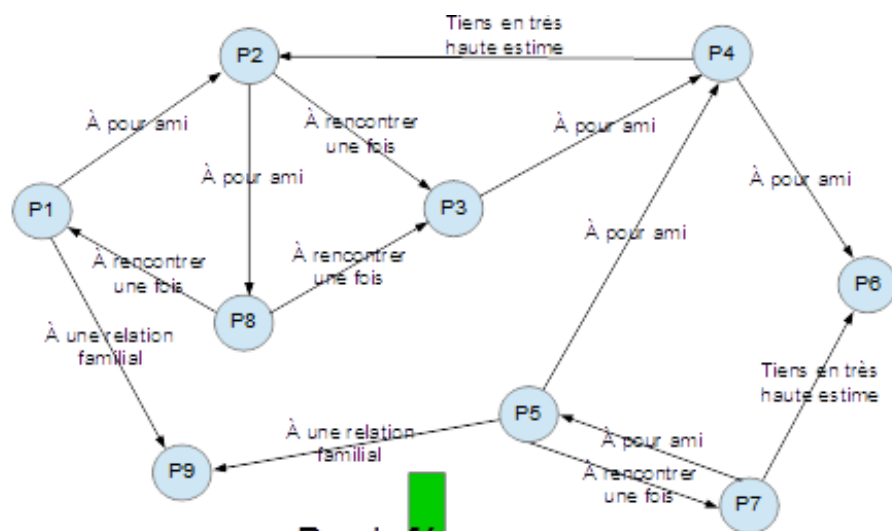 Tiens en très
haute estime
P2
P4
À pour ami
À rencontrer
une fois
À pour ami
À pour ami
À pour ami
P1
P3
À pour ami
À rencontrer
une fois
À rencontrer
une fois
P6
P8
À une relation
familial
Tiens en très
haute estime
P5
À une relation
familial
À pour ami
P9
À rencontrer
une fois
P7